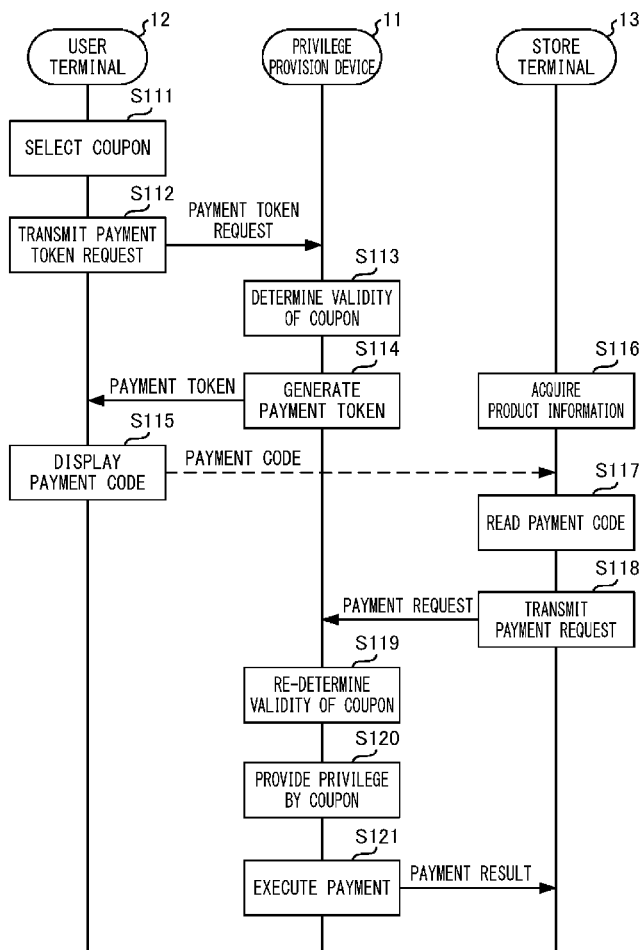 12
11
13
USER
TERMINAL
PRIVILEGE
PROVISION DEVICE
STORE
TERMINAL
S111
SELECT COUPON
S112
TRANSMIT PAYMENT
TOKEN REQUEST
PAYMENT TOKEN
REQUEST
S113
DETERMINE VALIDITY
OF COUPON
S114
GENERATE
PAYMENT TOKEN
PAYMENT TOKEN
S116
ACQUIRE
PRODUCT INFORMATION
S115
DISPLAY
PAYMENT CODE
PAYMENT CODE
S117
READ PAYMENT CODE
S118
TRANSMIT
PAYMENT REQUEST
PAYMENT REQUEST
S119
RE-DETERMINE
VALIDITY OF COUPON
S120
PROVIDE PRIVILEGE
BY COUPON
S121
EXECUTE PAYMENT
PAYMENT RESULT